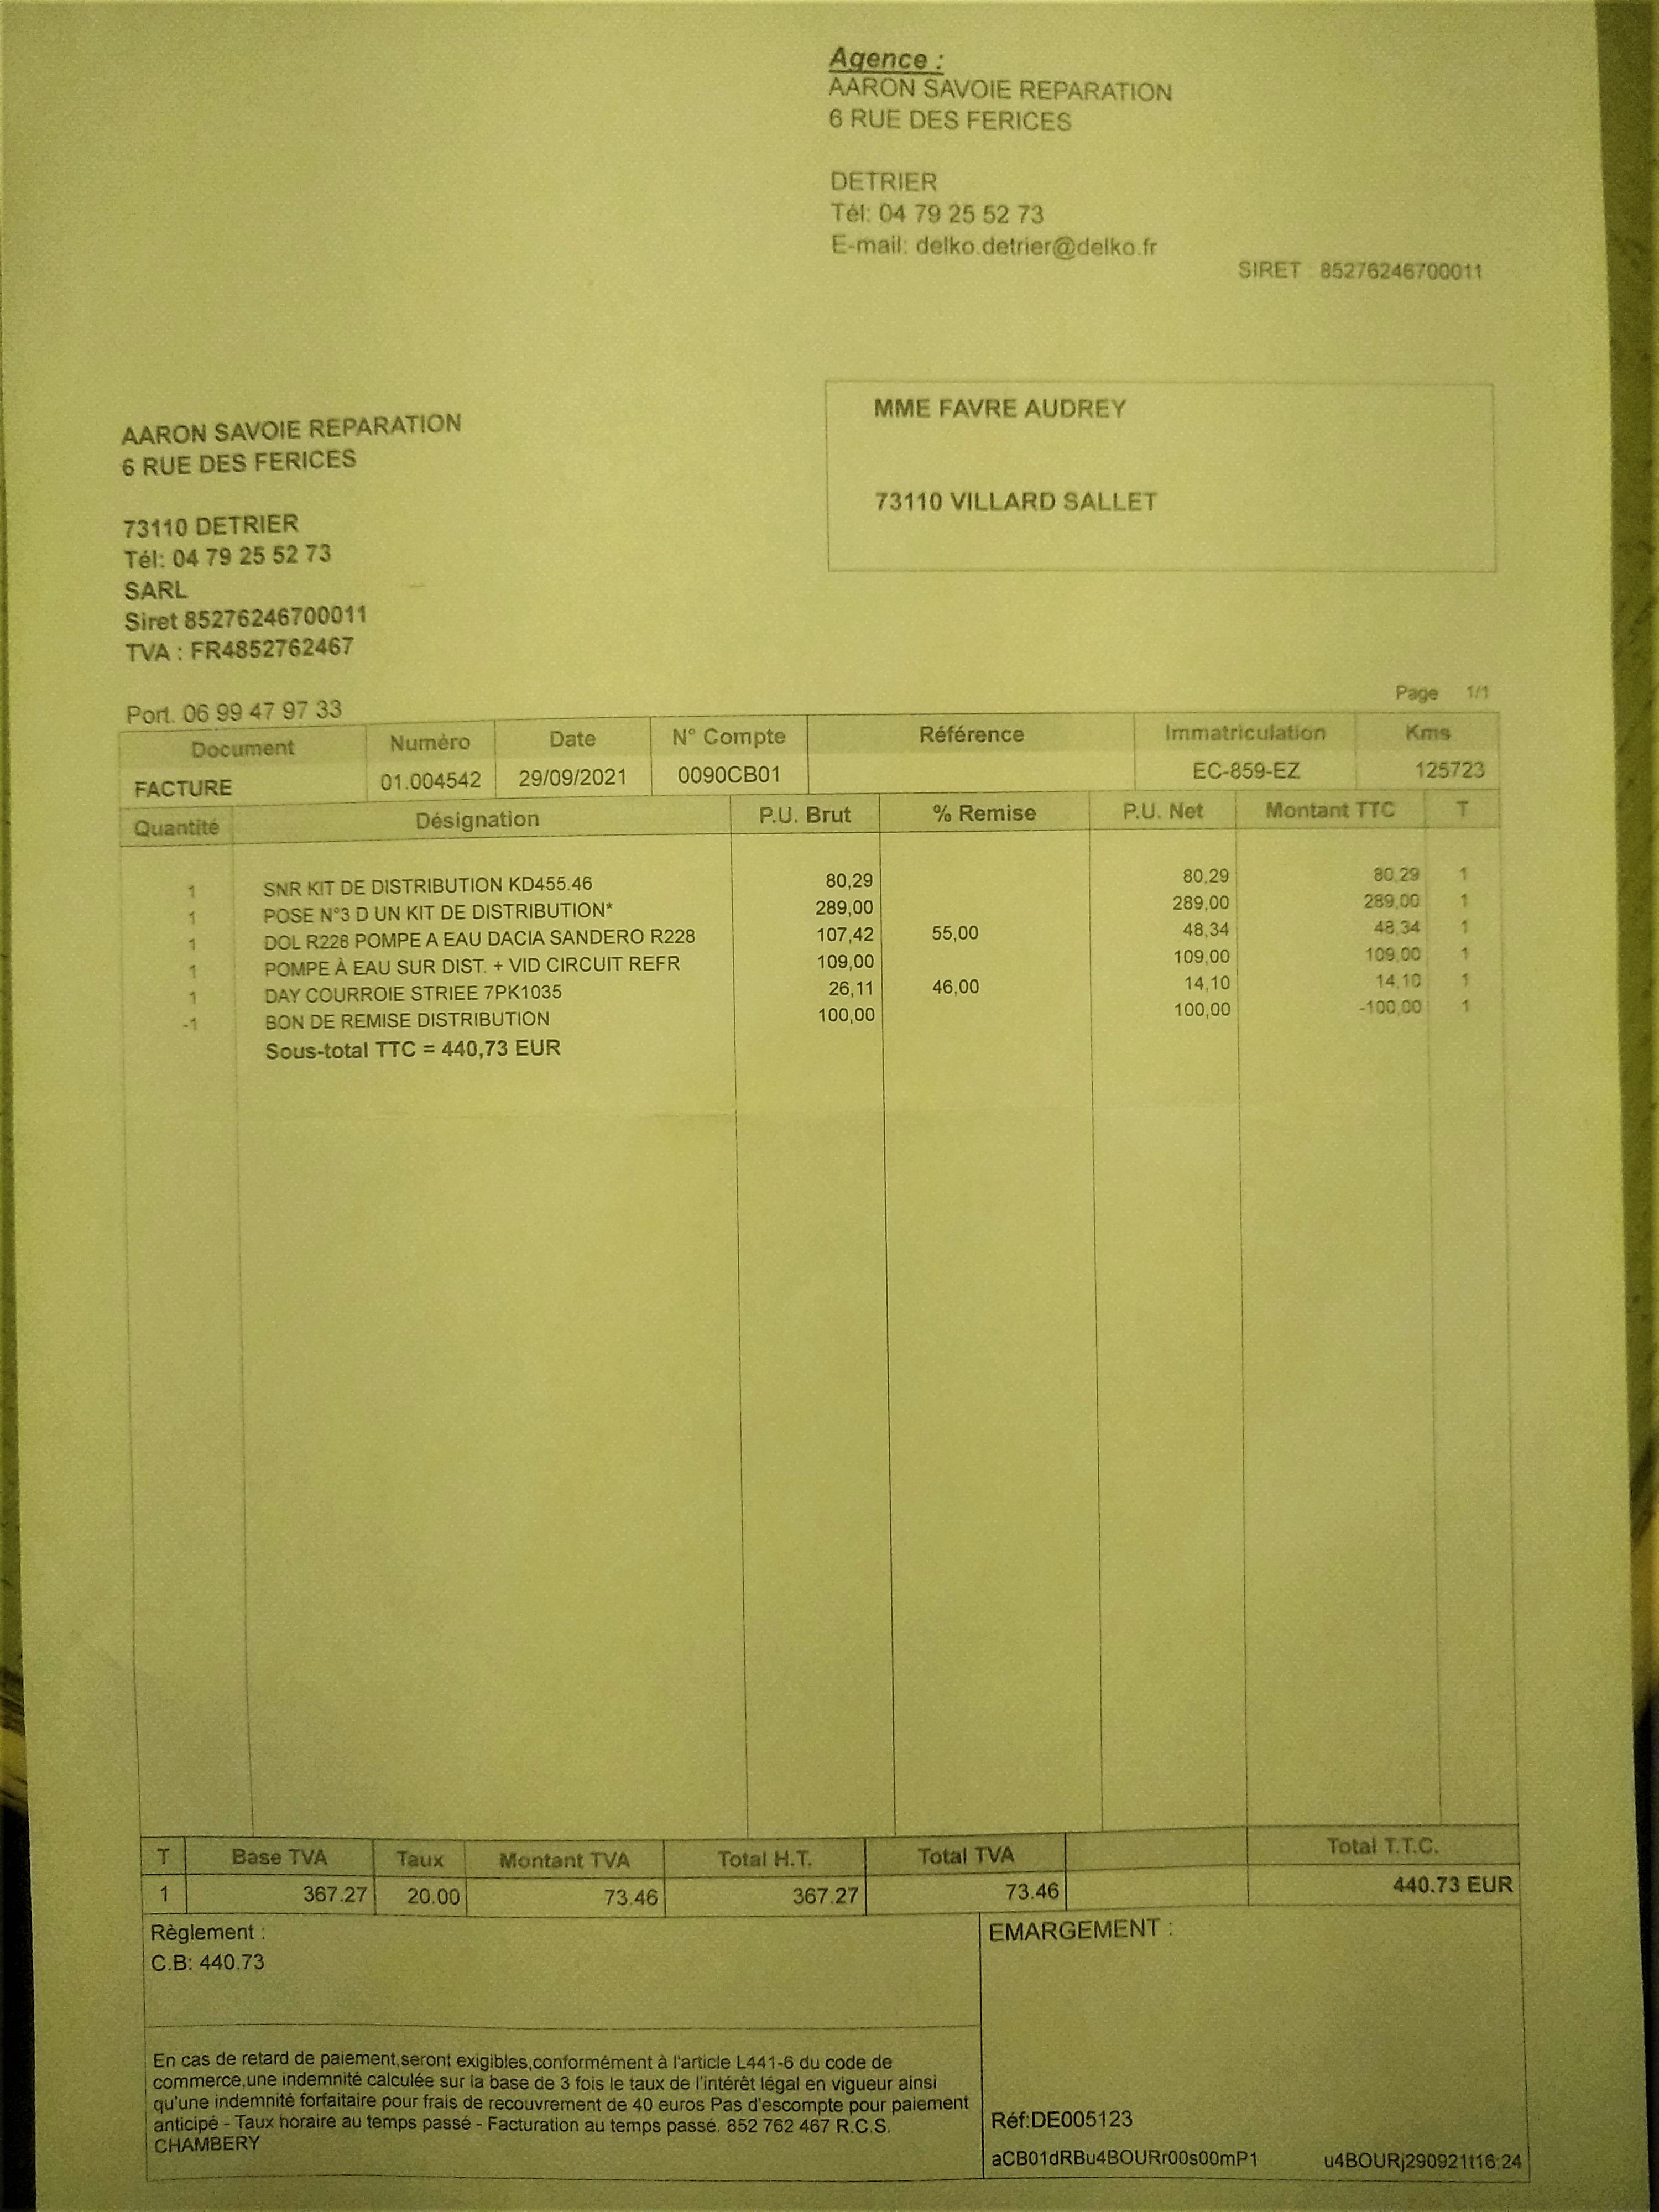 Agence :
AARON SAVOIE REPARATION
6 RUE DES FERICES
DETRIER
Tél: 04 79 25 52 73
E-mail: delko.detrier@delko.fr
SIRET : 85276246700011
MME FAVRE AUDREY
73110 VILLARD SALLET
AARON SAVOIE REPARATION
6 RUE DES FERICES
73110 DETRIER
Tél: 04 79 25 52 73
SARL
Siret 85276246700011
TVA : FR4852762467
Port. 06 99 47 97 33
Page 1/1
Document Numéro Date N° Compte Référence Immatriculation Kms
FACTURE 01.004542 29/09/2021 0090CB01 EC-859-EZ 125723
Quantité Désignation P.U. Brut % Remise P.U. Net Montant TTC T
1 SNR KIT DE DISTRIBUTION KD455.46 80,29 80,29 80,29 1
1 POSE N°3 D UN KIT DE DISTRIBUTION* 289,00 289,00 289,00 1
1 DOL R228 POMPE A EAU DACIA SANDERO R228 107,42 55,00 48,34 48,34 1
1 POMPE À EAU SUR DIST. + VID CIRCUIT REFR 109,00 109,00 109,00 1
1 DAY COURROIE STRIEE 7PK1035 26,11 46,00 14,10 14,10 1
-1 BON DE REMISE DISTRIBUTION 100,00 100,00 -100,00 1
Sous-total TTC = 440,73 EUR
T Base TVA Taux Montant TVA Total H.T. Total TVA Total T.T.C.
1 367.27 20.00 73.46 367.27 73.46 440.73 EUR
Règlement :
C.B: 440.73
EMARGEMENT :
En cas de retard de paiement,seront exigibles,conformément à l'article L441-6 du code de
commerce,une indemnité calculée sur la base de 3 fois le taux de l'intérêt légal en vigueur ainsi
qu'une indemnité forfaitaire pour frais de recouvrement de 40 euros Pas d'escompte pour paiement
anticipé - Taux horaire au temps passé - Facturation au temps passé. 852 762 467 R.C.S.
CHAMBERY
Réf:DE005123
aCB01dRBu4BOURr00s00mP1 u4BOURj290921t16:24